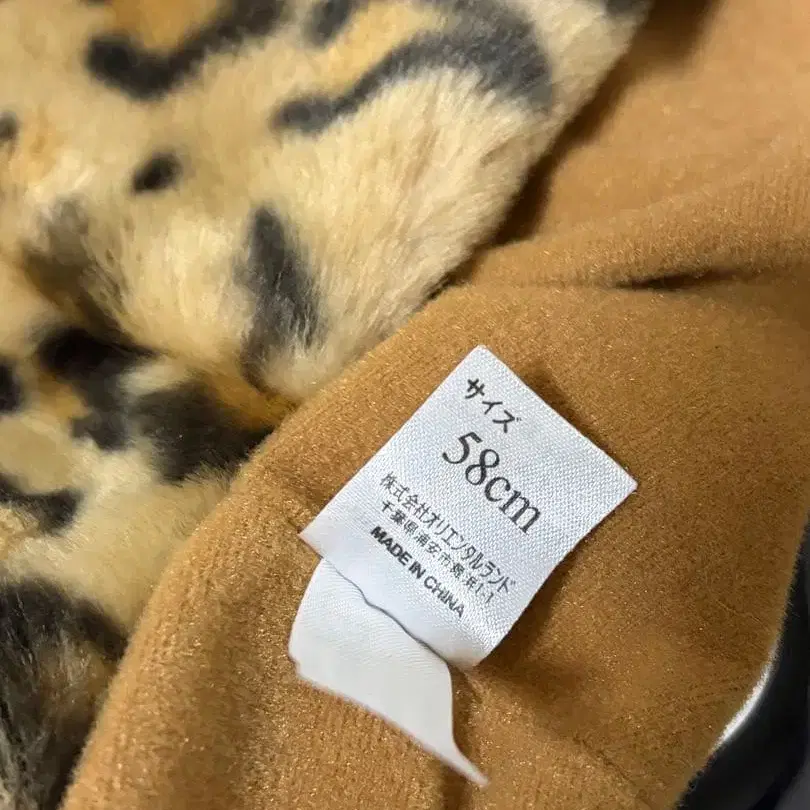 サイズ
58cm
株式会社オリエンタルランド
千葉県浦安市舞浜1-1
MADE IN CHINA